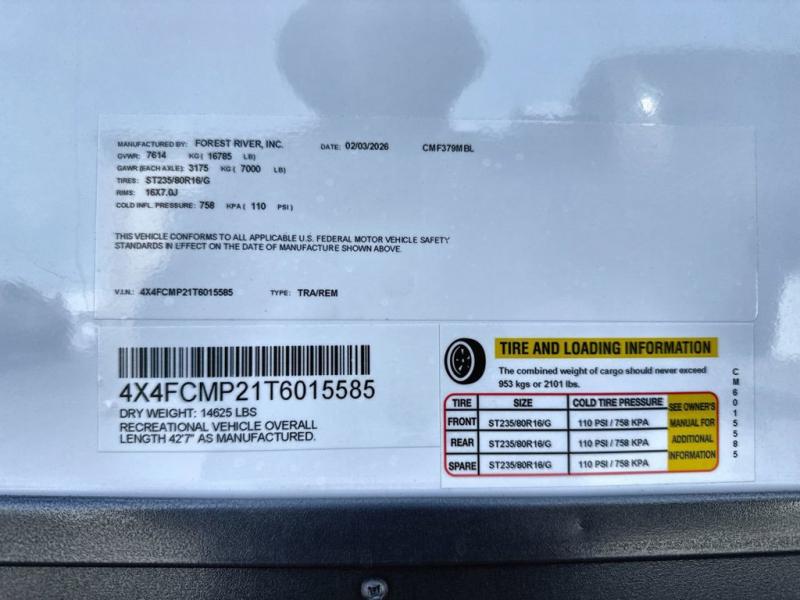 MANUFACTURED BY: FOREST RIVER, INC. DATE: 02/03/2026 CMF379MBL
GVWR: 7614 KG ( 16785 LB)
GAWR (EACH AXLE): 3175 KG ( 7000 LB)
TIRES: ST235/80R16/G
RIMS: 16X7.0J
COLD INFL. PRESSURE: 758 KPA ( 110 PSI )
THIS VEHICLE CONFORMS TO ALL APPLICABLE U.S. FEDERAL MOTOR VEHICLE SAFETY
STANDARDS IN EFFECT ON THE DATE OF MANUFACTURE SHOWN ABOVE.
V.I.N.: 4X4FCMP21T6015585 TYPE: TRA/REM
4X4FCMP21T6015585
DRY WEIGHT: 14625 LBS
RECREATIONAL VEHICLE OVERALL
LENGTH 42'7" AS MANUFACTURED.
TIRE AND LOADING INFORMATION
The combined weight of cargo should never exceed
953 kgs or 2101 lbs.
TIRE SIZE COLD TIRE PRESSURE
FRONT ST235/80R16/G 110 PSI / 758 KPA
REAR ST235/80R16/G 110 PSI / 758 KPA
SPARE ST235/80R16/G 110 PSI / 758 KPA
SEE OWNER'S
MANUAL FOR
ADDITIONAL
INFORMATION
CM6015585